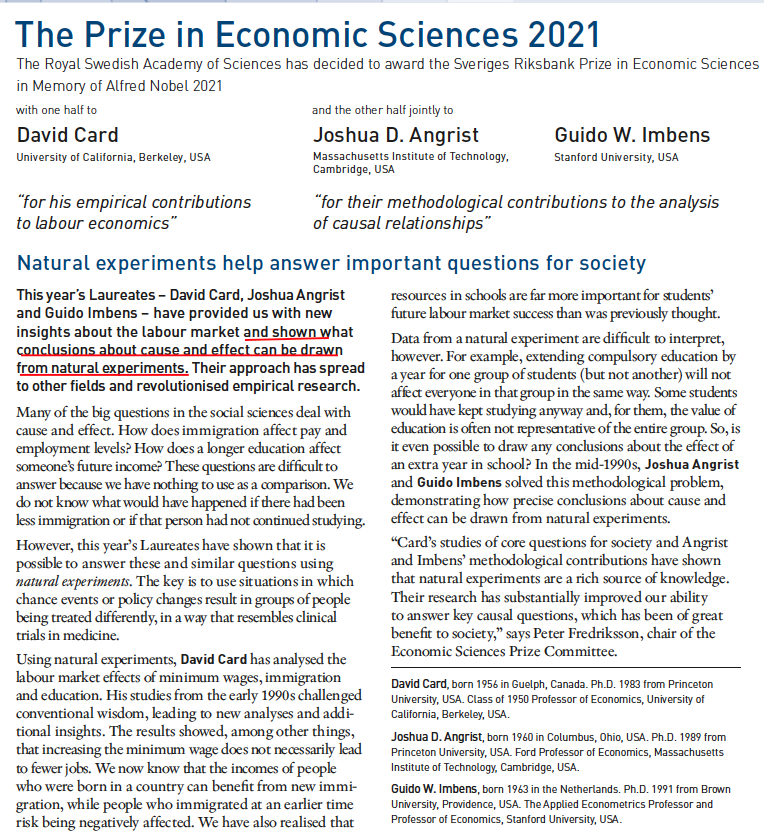 The Prize in Economic Sciences 2021
The Royal Swedish Academy of Sciences has decided to award the Sveriges Riksbank Prize in Economic Sciences
in Memory of Alfred Nobel 2021
with one half to
David Card
University of California, Berkeley, USA
“for his empirical contributions
to labour economics”
and the other half jointly to
Joshua D. Angrist
Massachusetts Institute of Technology,
Cambridge, USA
Guido W. Imbens
Stanford University, USA
“for their methodological contributions to the analysis
of causal relationships”
Natural experiments help answer important questions for society
This year’s Laureates – David Card, Joshua Angrist
and Guido Imbens – have provided us with new
insights about the labour market and shown what
conclusions about cause and effect can be drawn
from natural experiments. Their approach has spread
to other fields and revolutionised empirical research.
Many of the big questions in the social sciences deal with
cause and effect. How does immigration affect pay and
employment levels? How does a longer education affect
someone’s future income? These questions are difficult to
answer because we have nothing to use as a comparison. We
do not know what would have happened if there had been
less immigration or if that person had not continued studying.
However, this year’s Laureates have shown that it is
possible to answer these and similar questions using
natural experiments. The key is to use situations in which
chance events or policy changes result in groups of people
being treated differently, in a way that resembles clinical
trials in medicine.
Using natural experiments, David Card has analysed the
labour market effects of minimum wages, immigration
and education. His studies from the early 1990s challenged
conventional wisdom, leading to new analyses and addi-
tional insights. The results showed, among other things,
that increasing the minimum wage does not necessarily lead
to fewer jobs. We now know that the incomes of people
who were born in a country can benefit from new immi-
gration, while people who immigrated at an earlier time
risk being negatively affected. We have also realised that
resources in schools are far more important for students’
future labour market success than was previously thought.
Data from a natural experiment are difficult to interpret,
however. For example, extending compulsory education by
a year for one group of students (but not another) will not
affect everyone in that group in the same way. Some students
would have kept studying anyway and, for them, the value of
education is often not representative of the entire group. So, is
it even possible to draw any conclusions about the effect of
an extra year in school? In the mid-1990s, Joshua Angrist
and Guido Imbens solved this methodological problem,
demonstrating how precise conclusions about cause and
effect can be drawn from natural experiments.
“Card’s studies of core questions for society and Angrist
and Imbens’ methodological contributions have shown
that natural experiments are a rich source of knowledge.
Their research has substantially improved our ability
to answer key causal questions, which has been of great
benefit to society,” says Peter Fredriksson, chair of the
Economic Sciences Prize Committee.
David Card, born 1956 in Guelph, Canada. Ph.D. 1983 from Princeton
University, USA. Class of 1950 Professor of Economics, University of
California, Berkeley, USA.
Joshua D. Angrist, born 1960 in Columbus, Ohio, USA. Ph.D. 1989 from
Princeton University, USA. Ford Professor of Economics, Massachusetts
Institute of Technology, Cambridge, USA.
Guido W. Imbens, born 1963 in the Netherlands. Ph.D. 1991 from Brown
University, Providence, USA. The Applied Econometrics Professor and
Professor of Economics, Stanford University, USA.